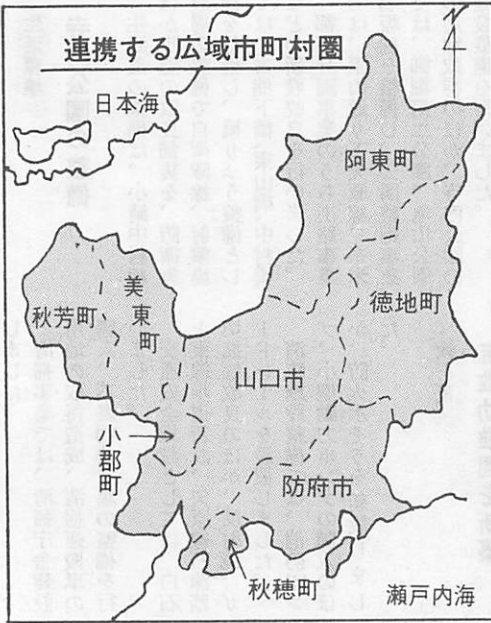 連携する広域市町村圏
日本海
阿東町
秋芳町
美東町
徳地町
山口市
小郡町
防府市
秋穂町
瀬戸内海